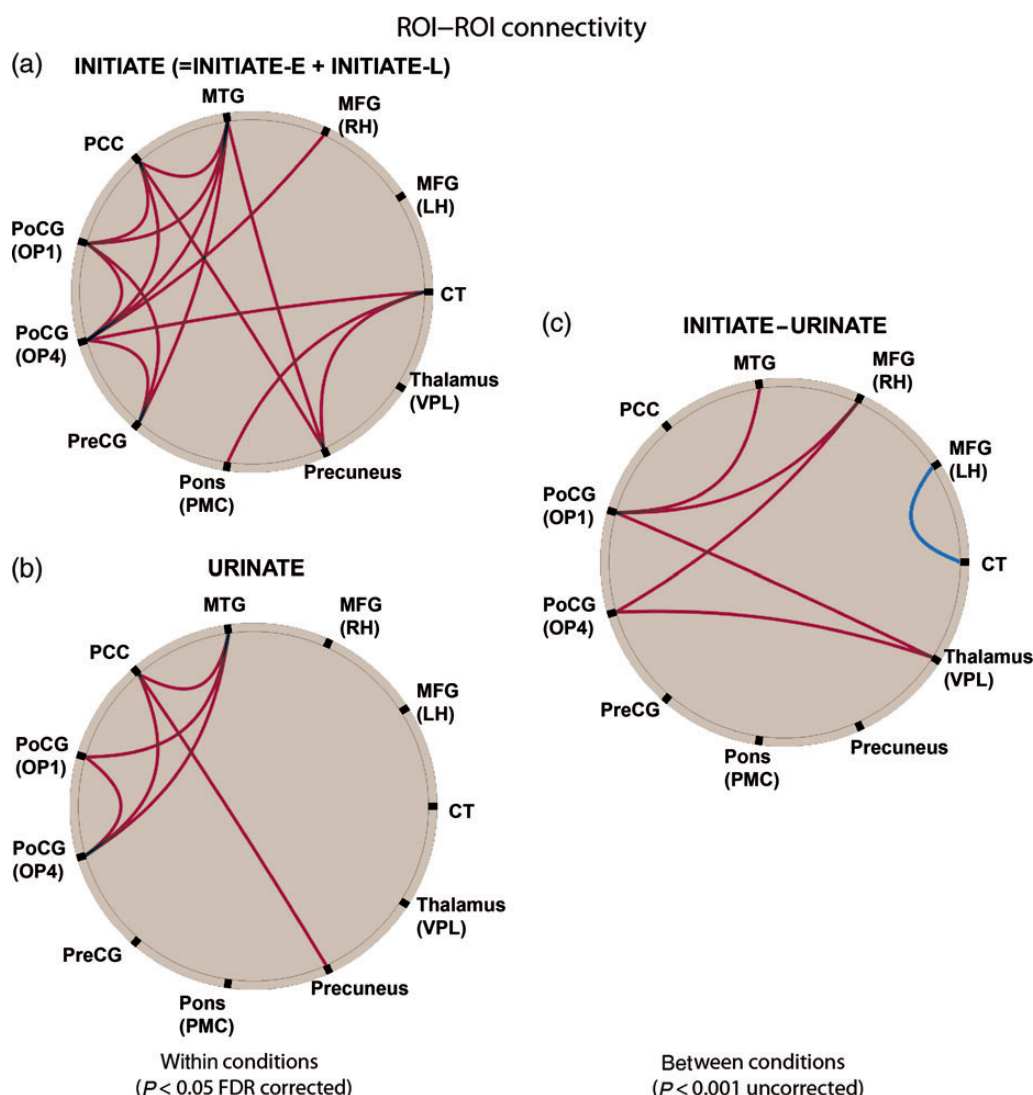 ROI–ROI connectivity
(a)
INITIATE (=INITIATE-E + INITIATE-L)
MTG
MFG
(RH)
PCC
MFG
(LH)
PoCG
(OP1)
CT
PoCG
(OP4)
Thalamus
(VPL)
PreCG
Precuneus
Pons
(PMC)
(b)
URINATE
MTG
MFG
(RH)
PCC
MFG
(LH)
PoCG
(OP1)
CT
PoCG
(OP4)
Thalamus
(VPL)
PreCG
Precuneus
Pons
(PMC)
Within conditions
(P < 0.05 FDR corrected)
(c)
INITIATE – URINATE
MTG
MFG
(RH)
PCC
MFG
(LH)
PoCG
(OP1)
CT
PoCG
(OP4)
Thalamus
(VPL)
PreCG
Precuneus
Pons
(PMC)
Between conditions
(P < 0.001 uncorrected)